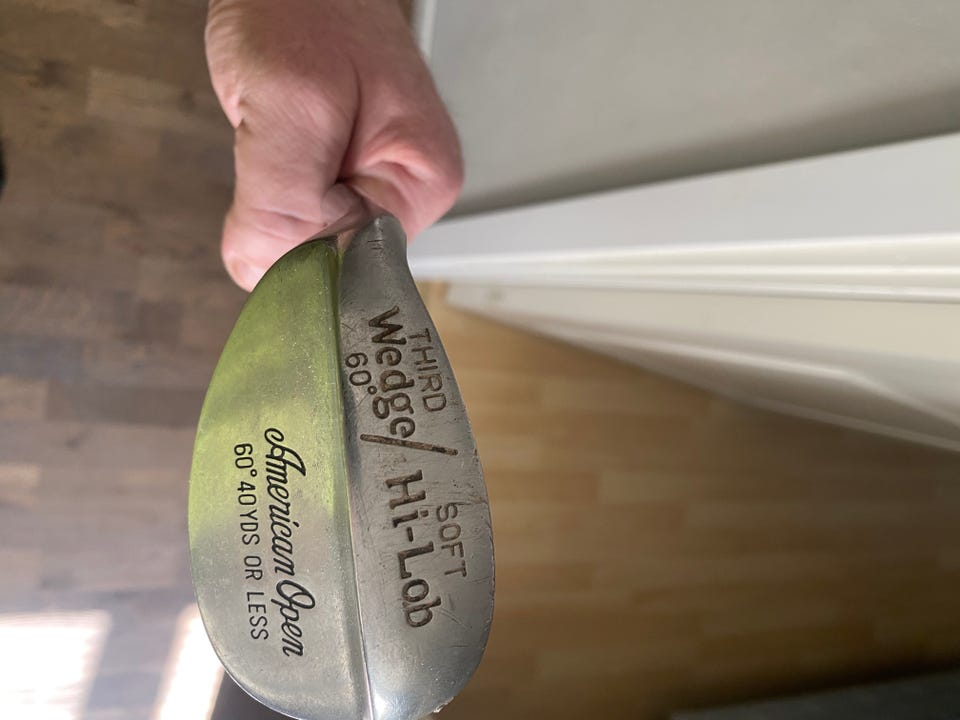 THIRD SOFT
Wedge/Hi-Lob
60°
American Open
60° 40YDS OR LESS